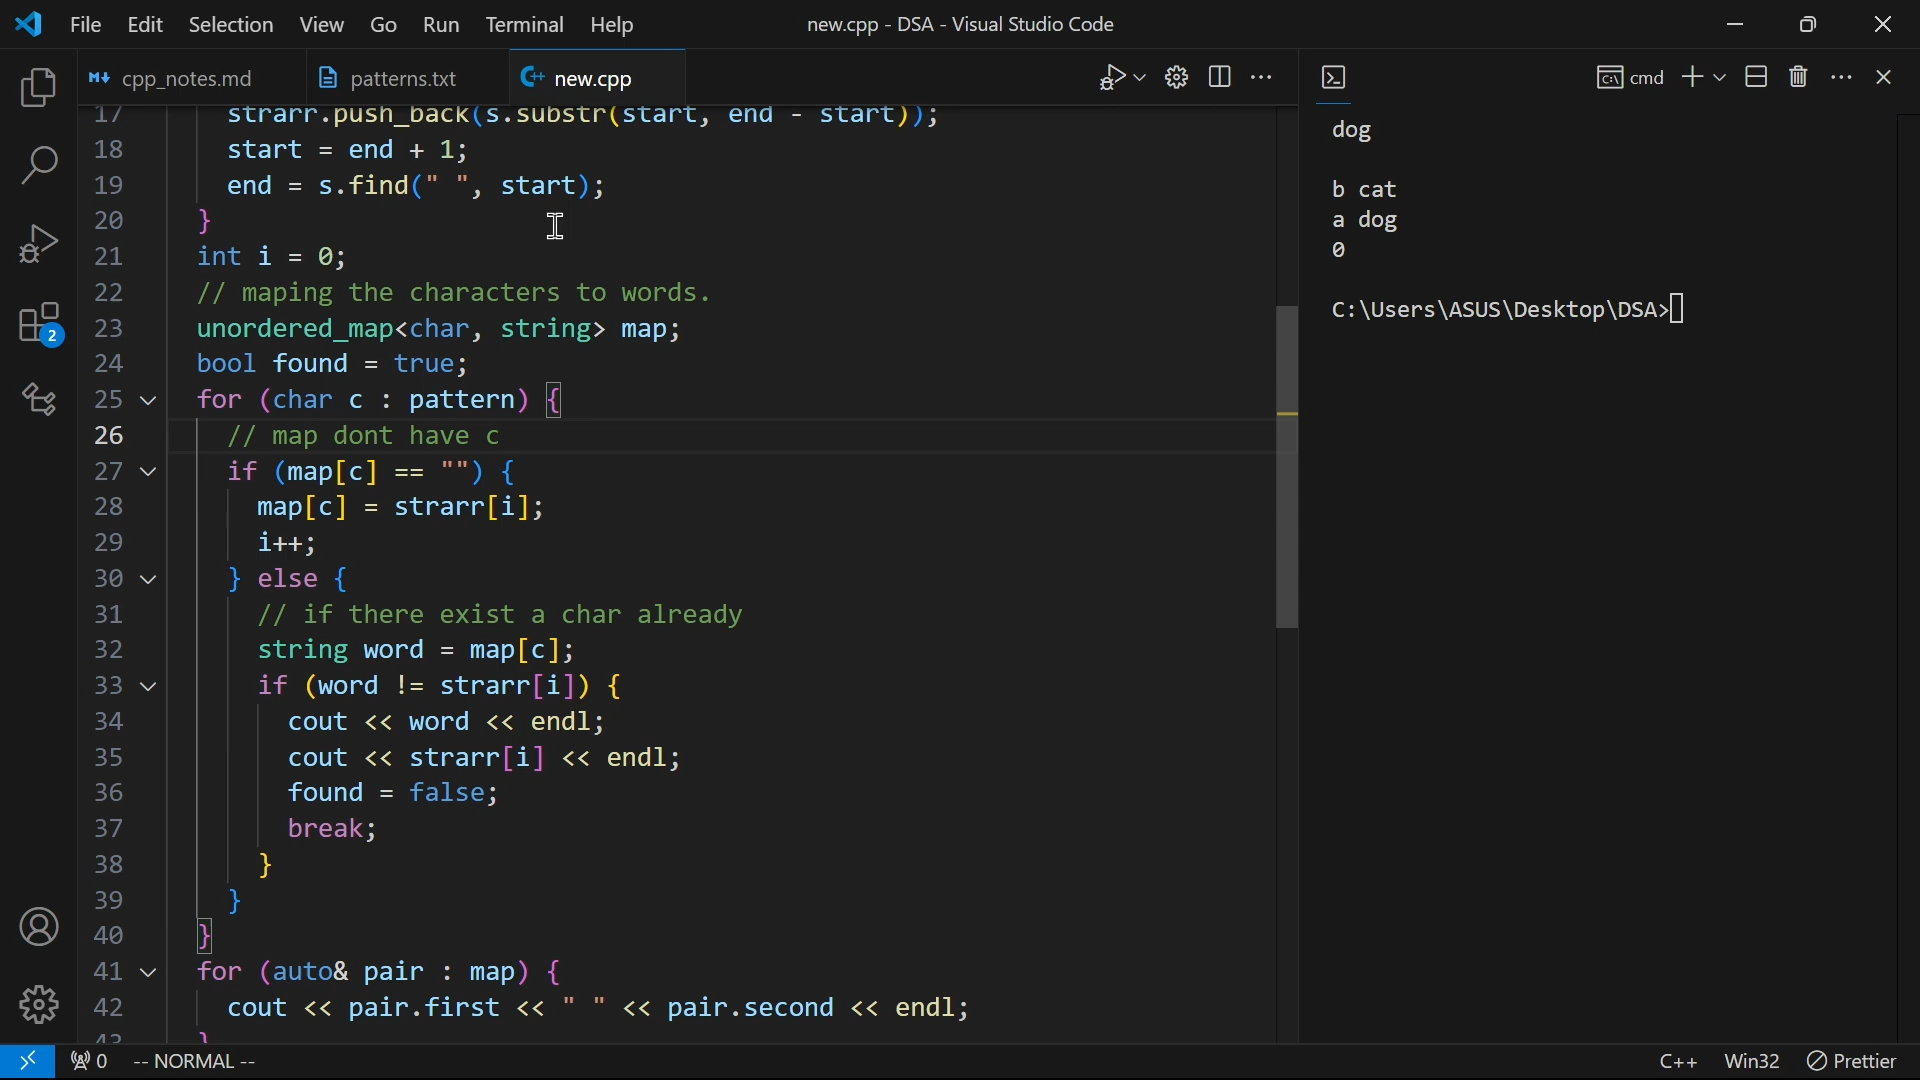 File Edit Selection View Go Run Terminal Help new.cpp - DSA - Visual Studio Code
cpp_notes.md patterns.txt new.cpp cmd
17 strarr.push_back(s.substr(start, end - start));
18 start = end + 1;
19 end = s.find(" ", start);
20 }
21 int i = 0;
22 // maping the characters to words.
23 unordered_map<char, string> map;
24 bool found = true;
25 for (char c : pattern) {
26 // map dont have c
27 if (map[c] == "") {
28 map[c] = strarr[i];
29 i++;
30 } else {
31 // if there exist a char already
32 string word = map[c];
33 if (word != strarr[i]) {
34 cout << word << endl;
35 cout << strarr[i] << endl;
36 found = false;
37 break;
38 }
39 }
40 }
41 for (auto& pair : map) {
42 cout << pair.first << " " << pair.second << endl;
43 }
dog
b cat
a dog
0
C:\Users\ASUS\Desktop\DSA>
2
0 -- NORMAL -- C++ Win32 Prettier